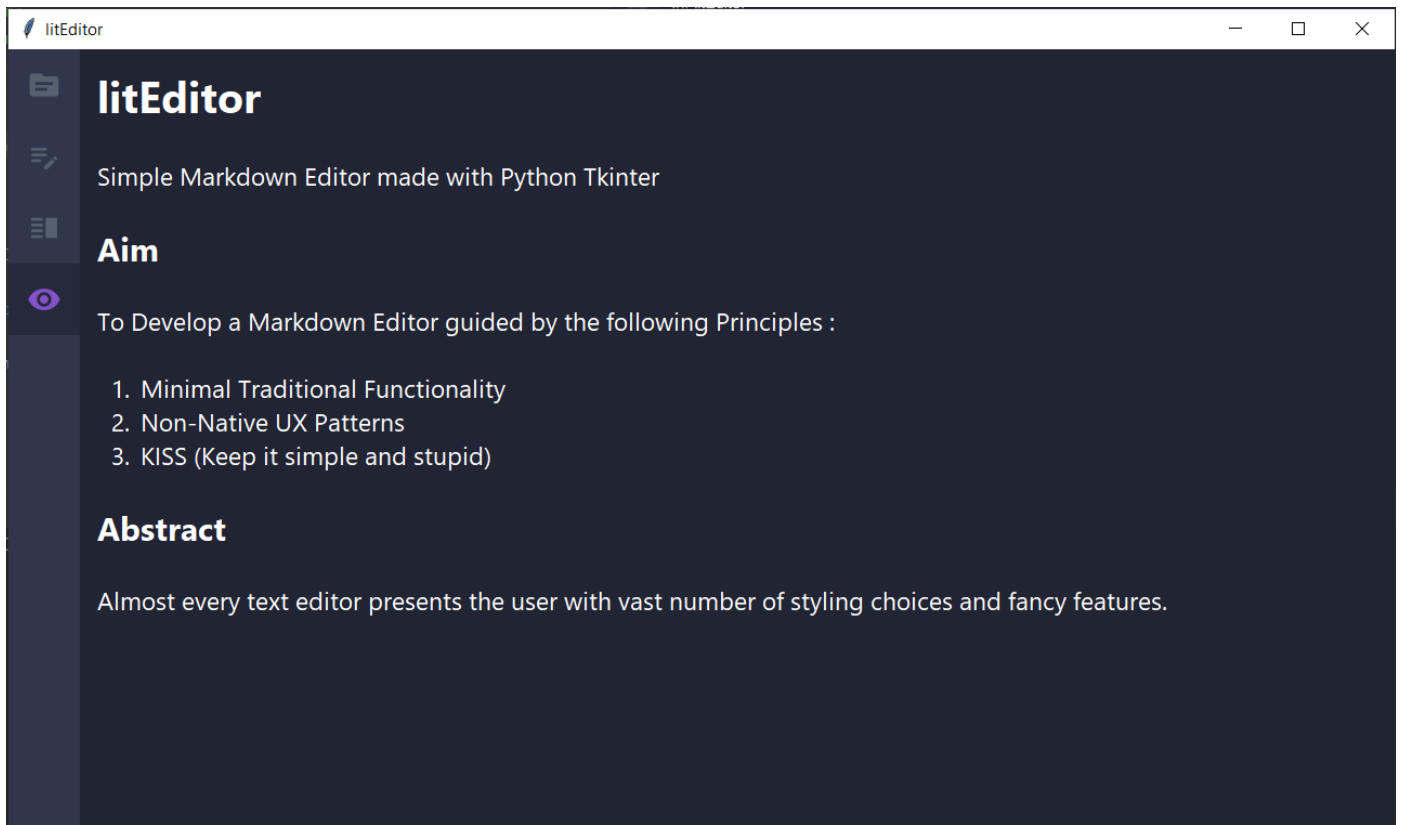 litEditor
litEditor
Simple Markdown Editor made with Python Tkinter
Aim
To Develop a Markdown Editor guided by the following Principles :
1. Minimal Traditional Functionality
2. Non-Native UX Patterns
3. KISS (Keep it simple and stupid)
Abstract
Almost every text editor presents the user with vast number of styling choices and fancy features.